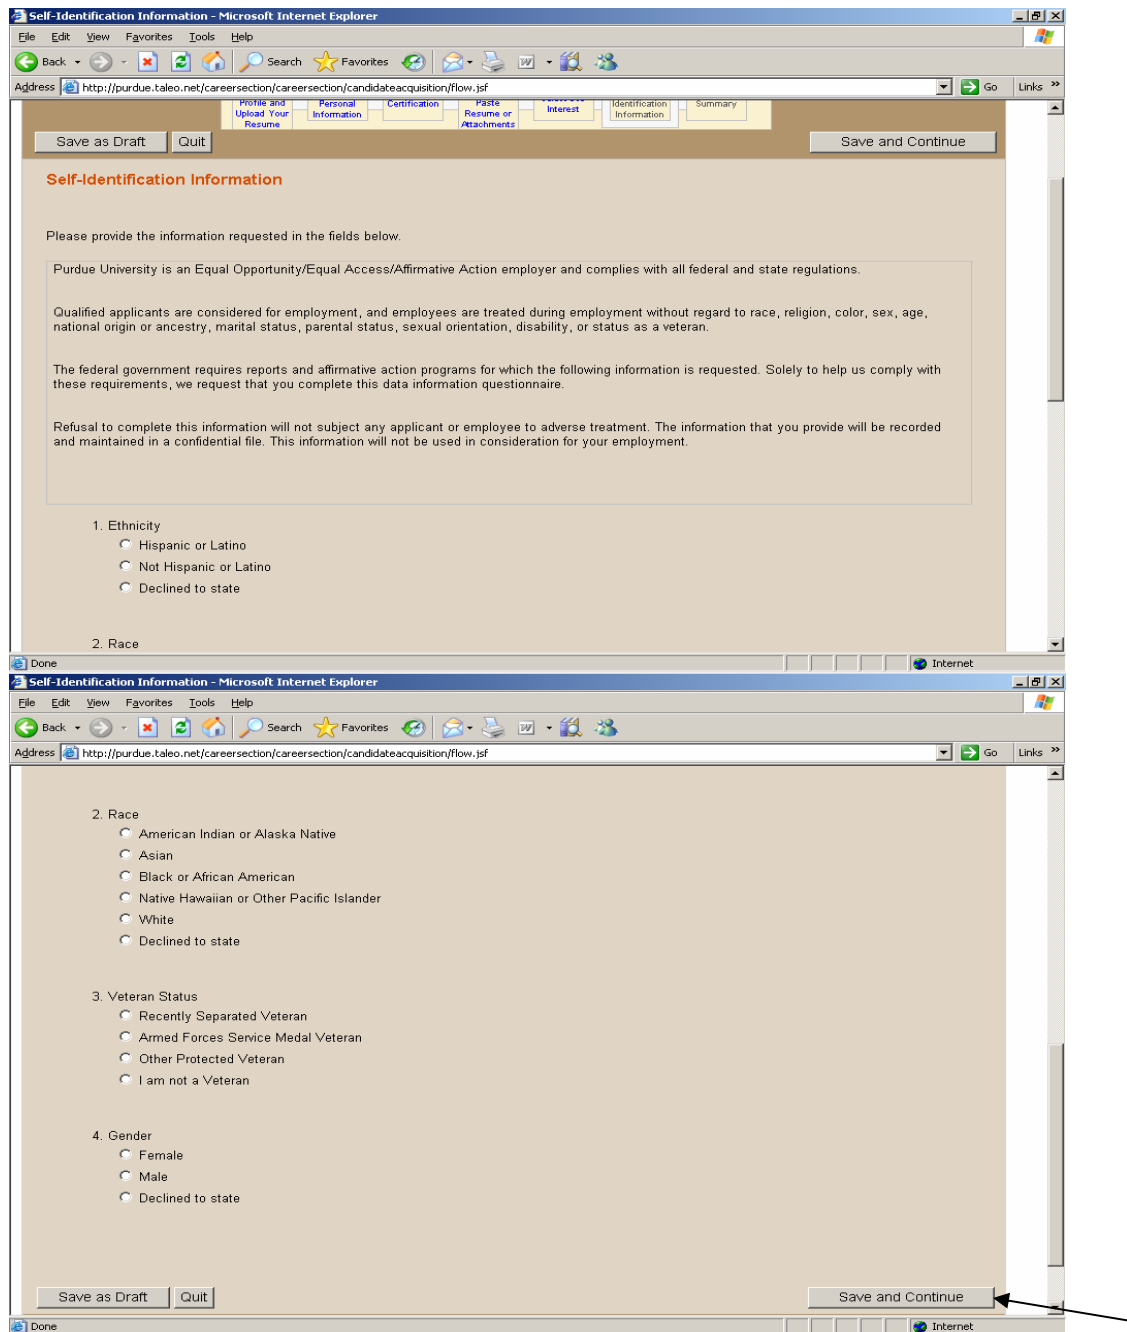 Self-Identification Information - Microsoft Internet Explorer
File Edit View Favorites Tools Help
Back Search Favorites
Address http://purdue.taleo.net/careersection/careersection/candidateacquisition/flow.jsf Go Links »
Profile and Upload Your Resume
Personal Information
Certification
Paste Resume or Attachments
Interest
Identification Information
Summary
Save as Draft Quit Save and Continue
Self-Identification Information
Please provide the information requested in the fields below.
Purdue University is an Equal Opportunity/Equal Access/Affirmative Action employer and complies with all federal and state regulations.
Qualified applicants are considered for employment, and employees are treated during employment without regard to race, religion, color, sex, age,
national origin or ancestry, marital status, parental status, sexual orientation, disability, or status as a veteran.
The federal government requires reports and affirmative action programs for which the following information is requested. Solely to help us comply with
these requirements, we request that you complete this data information questionnaire.
Refusal to complete this information will not subject any applicant or employee to adverse treatment. The information that you provide will be recorded
and maintained in a confidential file. This information will not be used in consideration for your employment.
1. Ethnicity
Hispanic or Latino
Not Hispanic or Latino
Declined to state
2. Race
Done Internet
Self-Identification Information - Microsoft Internet Explorer
File Edit View Favorites Tools Help
Back Search Favorites
Address http://purdue.taleo.net/careersection/careersection/candidateacquisition/flow.jsf Go Links »
2. Race
American Indian or Alaska Native
Asian
Black or African American
Native Hawaiian or Other Pacific Islander
White
Declined to state
3. Veteran Status
Recently Separated Veteran
Armed Forces Service Medal Veteran
Other Protected Veteran
I am not a Veteran
4. Gender
Female
Male
Declined to state
Save as Draft Quit Save and Continue
Done Internet